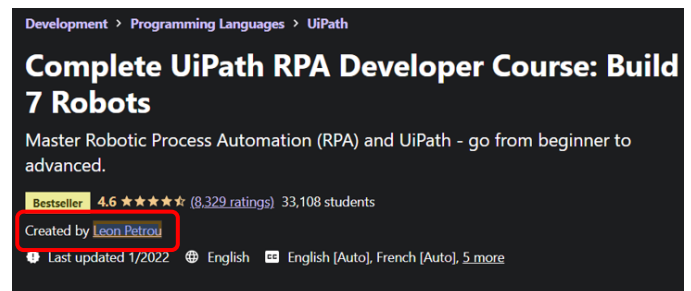 Development > Programming Languages > UiPath
Complete UiPath RPA Developer Course: Build
7 Robots
Master Robotic Process Automation (RPA) and UiPath - go from beginner to
advanced.
Bestseller 4.6 (8,329 ratings) 33,108 students
Created by Leon Petrou
Last updated 1/2022 English English [Auto], French [Auto], 5 more